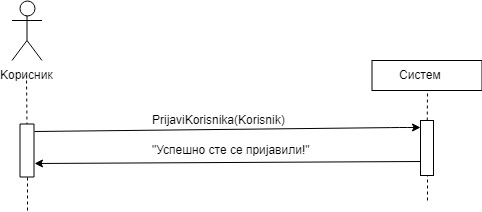 Корисник
Систем
PrijaviKorisnika(Korisnik)
"Успешно сте се пријавили!"